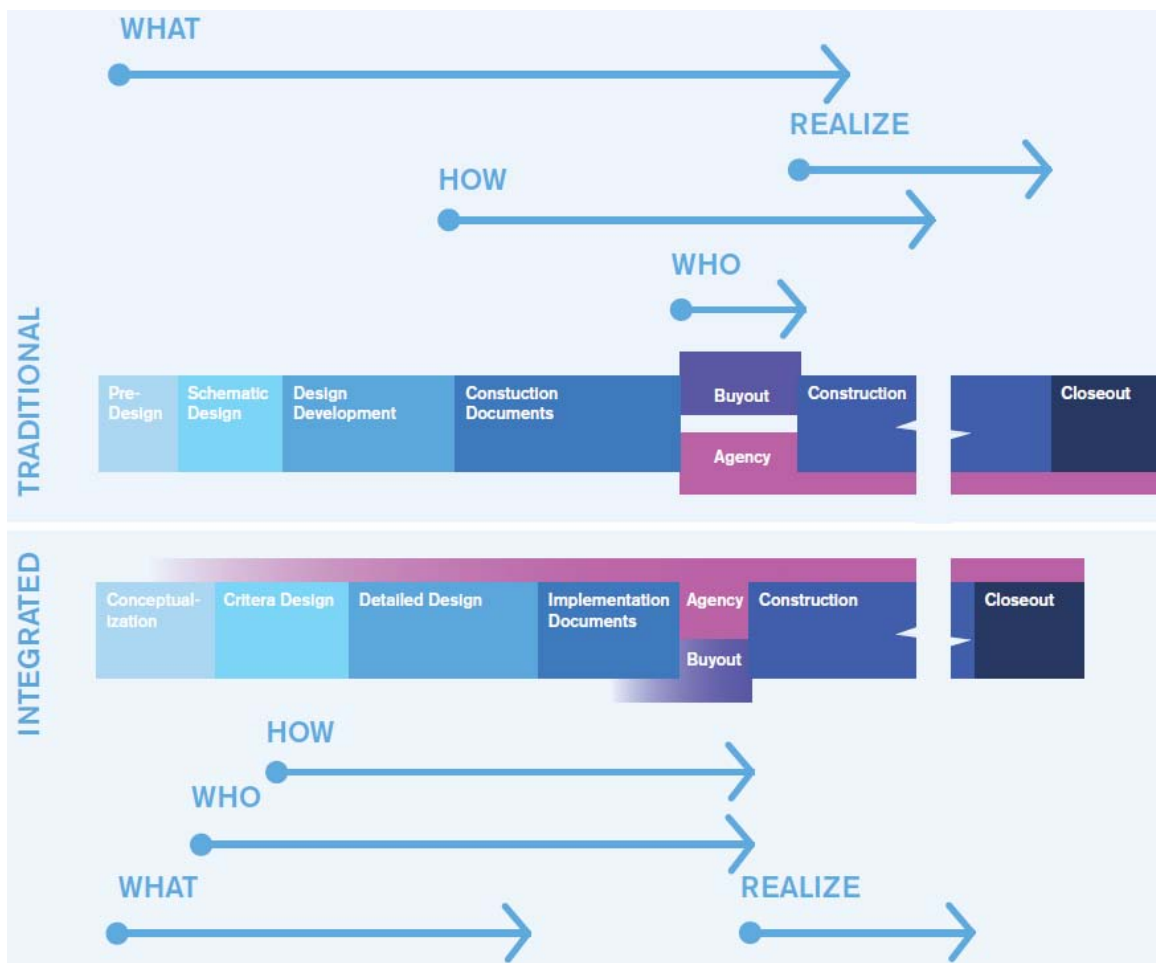 WHAT
REALIZE
HOW
WHO
TRADITIONAL
Pre-
Design
Schematic
Design
Design
Development
Constuction
Documents
Buyout
Agency
Construction
Closeout
INTEGRATED
Conceptual-
ization
Critera Design
Detailed Design
Implementation
Documents
Agency
Buyout
Construction
Closeout
HOW
WHO
WHAT
REALIZE